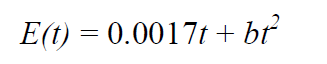 E(t) = 0.0017t + bt²